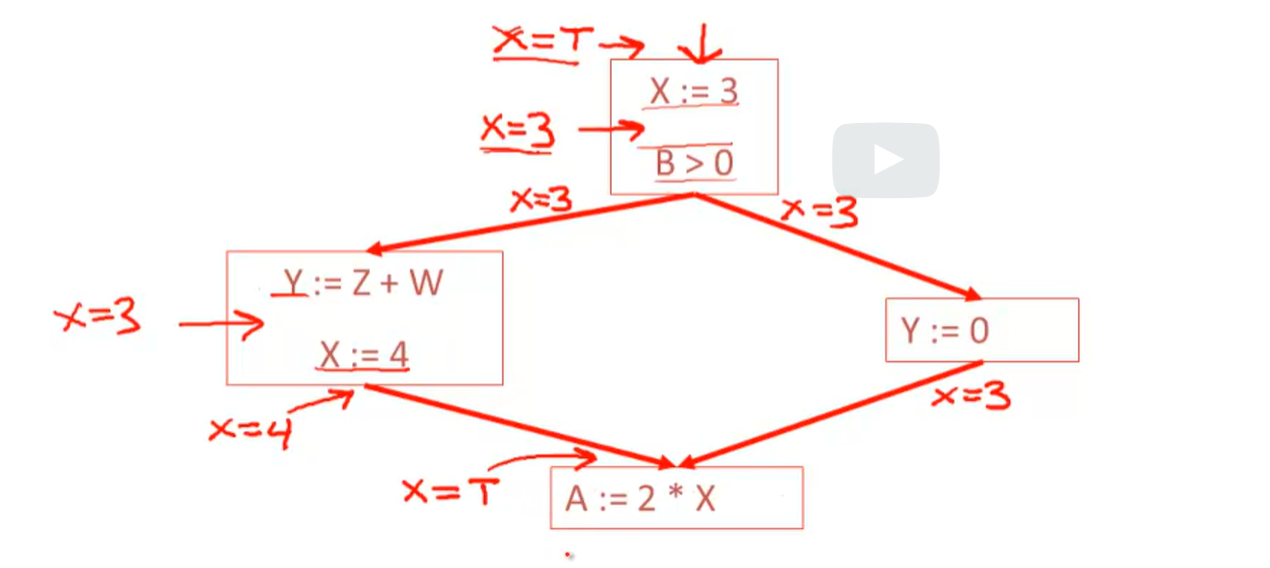 X=T
X := 3
X=3
B > 0
X=3
X=3
Y := Z + W
X=3
Y := 0
X := 4
X=3
X=4
X=T
A := 2 * X